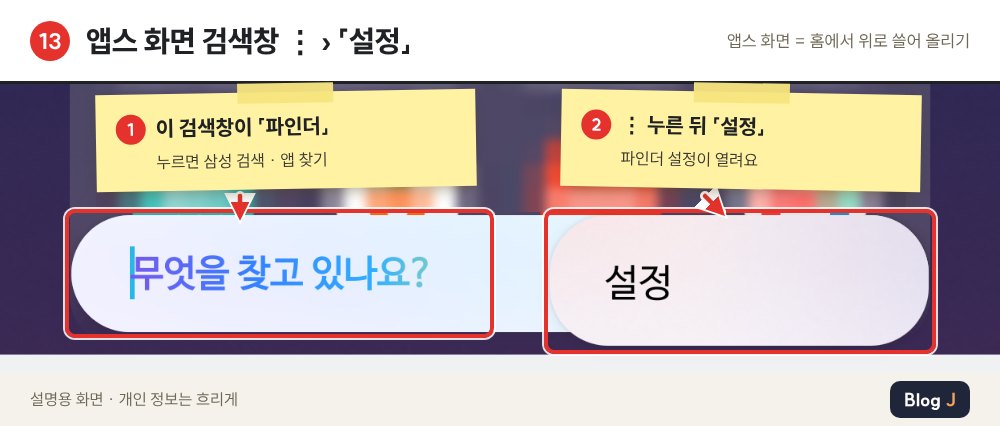 13 앱스 화면 검색창 ⋮ ›「설정」
앱스 화면 = 홈에서 위로 쓸어 올리기
1 이 검색창이「파인더」
누르면 삼성 검색 · 앱 찾기
2 ⋮ 누른 뒤「설정」
파인더 설정이 열려요
무엇을 찾고 있나요?
설정
설명용 화면 · 개인 정보는 흐리게
Blog J